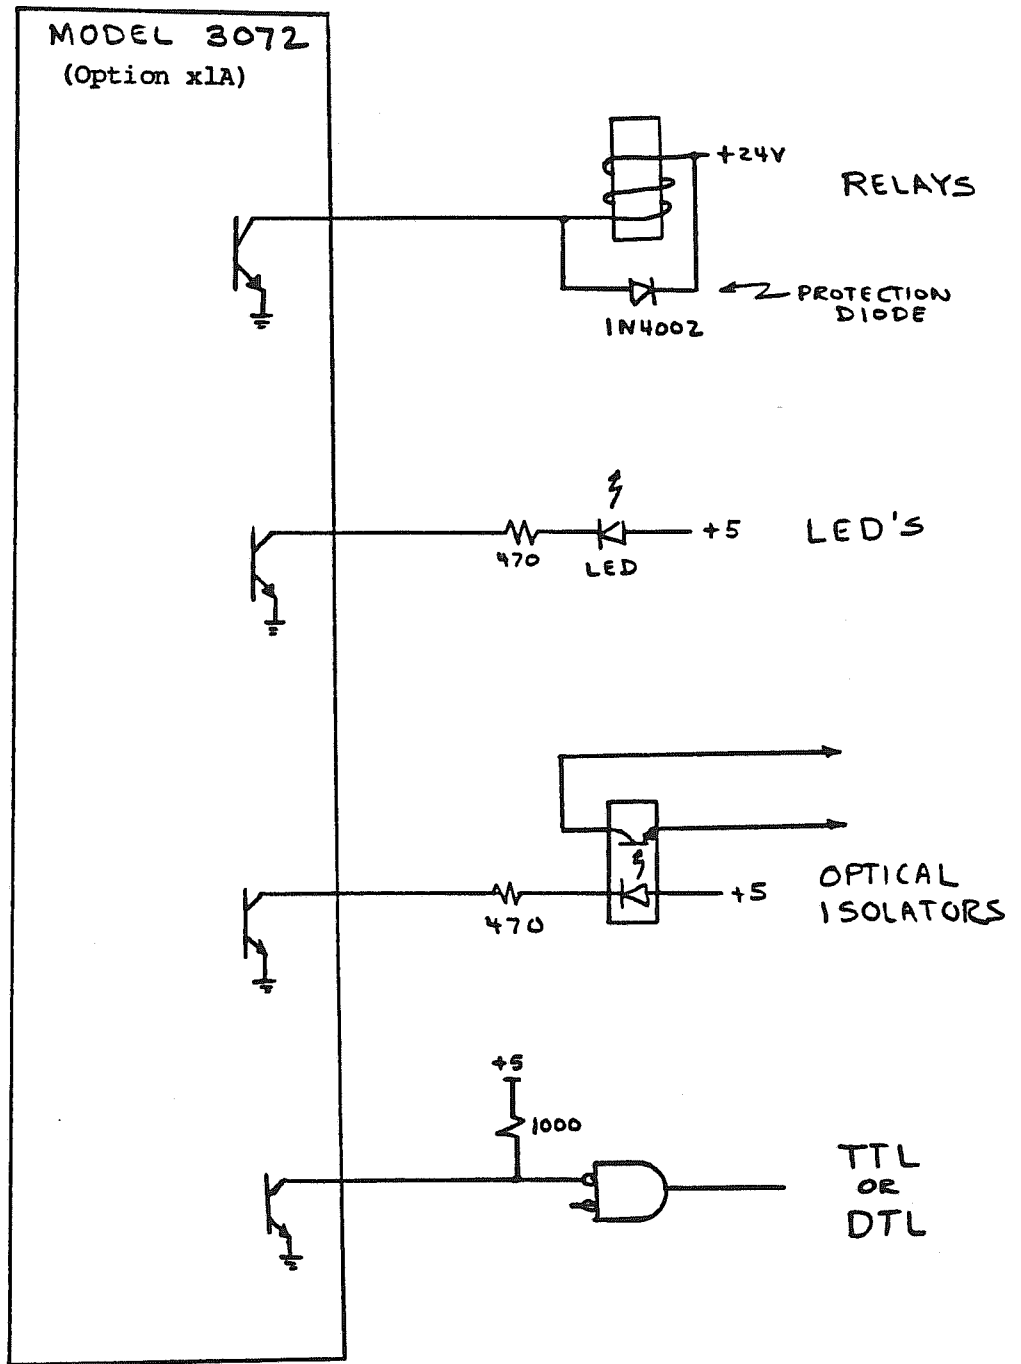 MODEL 3072
(Option x1A)
+24V
RELAYS
PROTECTION
DIODE
1N4002
+5
LED'S
470
LED
+5
OPTICAL
ISOLATORS
470
+5
1000
TTL
OR
DTL